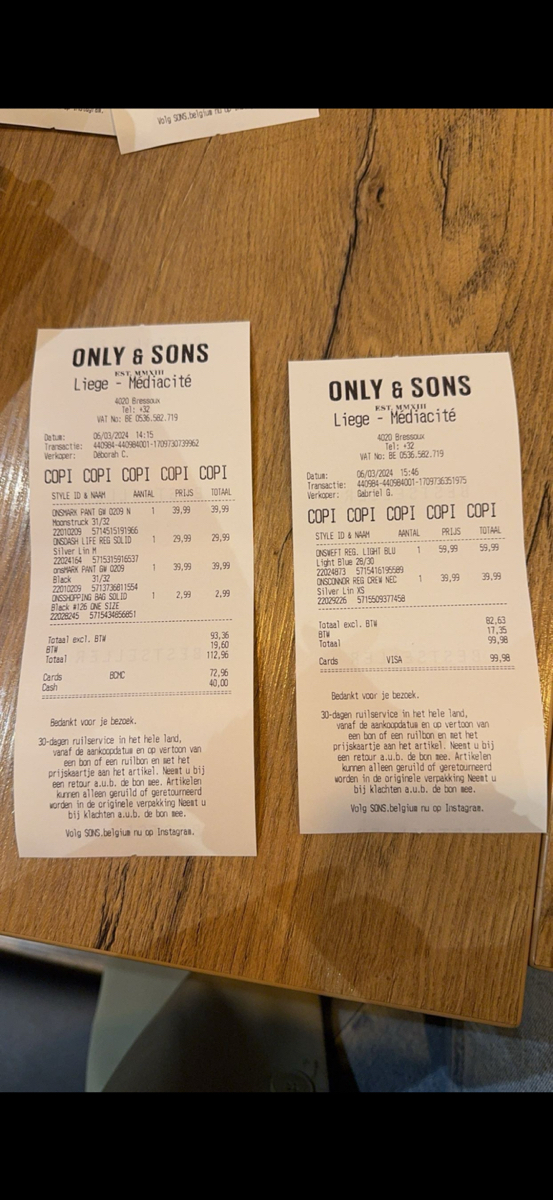 Volg SONS.belgium nu
ONLY & SONS
EST. MMXIII
Liege - Médiacité
4020 Bressoux
Tel: +32
VAT No: BE 0536.582.719
Datum: 06/03/2024 14:15
Transactie: 440984-440984001-1709730739962
Verkoper: Déborah C.
COPI COPI COPI COPI COPI
STYLE ID & NAAM AANTAL PRIJS TOTAAL
ONSMARK PANT GW 0209 N 1 39,99 39,99
Moonstruck 31/32
22010209 5714515191966
ONSDASH LIFE REG SOLID 1 29,99 29,99
Silver Lin M
22024164 5715315916537
onsMARK PANT GW 0209 1 39,99 39,99
Black 31/32
22010209 5713736811554
ONSSHOPPING BAG SOLID 1 2,99 2,99
Black #126 ONE SIZE
22028245 5715434856851
Totaal excl. BTW 93,36
BTW 19,60
Totaal 112,96
Cards BCMC 72,96
Cash 40,00
Bedankt voor je bezoek.
30-dagen ruilservice in het hele land,
vanaf de aankoopdatum en op vertoon van
een bon of een ruilbon en met het
prijskaartje aan het artikel. Neemt u bij
een retour a.u.b. de bon mee. Artikelen
kunnen alleen geruild of geretourneerd
worden in de originele verpakking Neemt u
bij klachten a.u.b. de bon mee.
Volg SONS.belgium nu op Instagram.
ONLY & SONS
EST. MMXIII
Liege - Médiacité
4020 Bressoux
Tel: +32
VAT No: BE 0536.582.719
Datum: 06/03/2024 15:46
Transactie: 440984-440984001-1709736351975
Verkoper: Gabriel G.
COPI COPI COPI COPI COPI
STYLE ID & NAAM AANTAL PRIJS TOTAAL
ONSWEFT REG. LIGHT BLU 1 59,99 59,99
Light Blue 28/30
22024873 5715416195589
ONSCONNOR REG CREW NEC 1 39,99 39,99
Silver Lin XS
22029226 5715509377458
Totaal excl. BTW 82,63
BTW 17,35
Totaal 99,98
Cards VISA 99,98
Bedankt voor je bezoek.
30-dagen ruilservice in het hele land,
vanaf de aankoopdatum en op vertoon van
een bon of een ruilbon en met het
prijskaartje aan het artikel. Neemt u bij
een retour a.u.b. de bon mee. Artikelen
kunnen alleen geruild of geretourneerd
worden in de originele verpakking Neemt u
bij klachten a.u.b. de bon mee.
Volg SONS.belgium nu op Instagram.